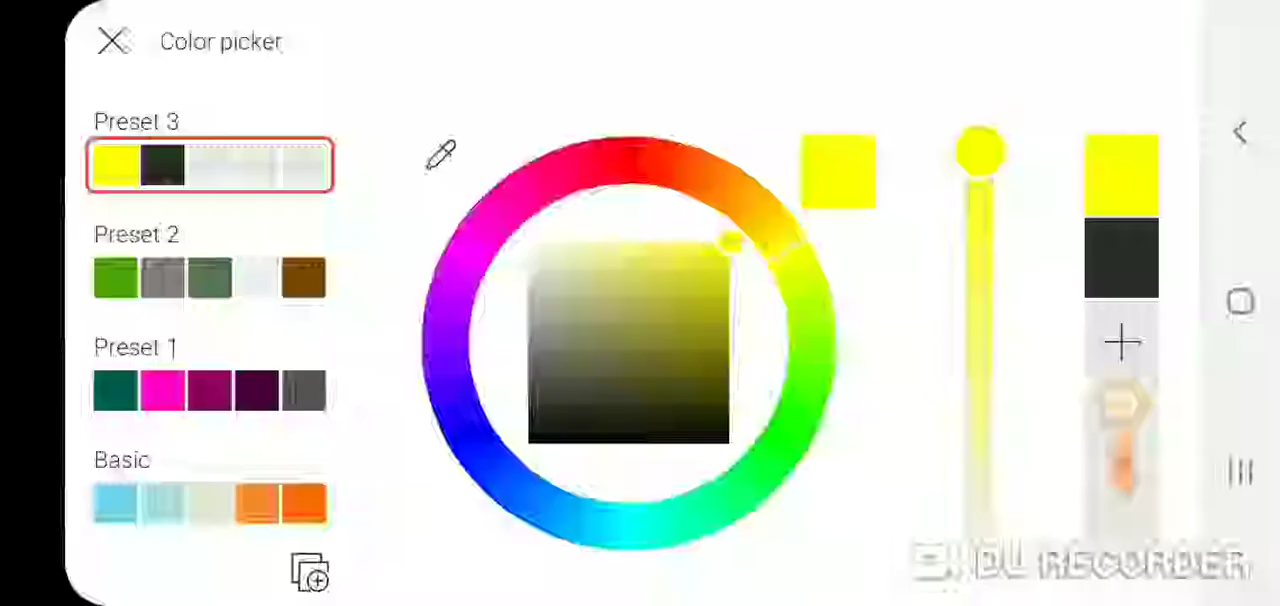 Color picker
Preset 3
Preset 2
Preset 1
Basic
DU RECORDER